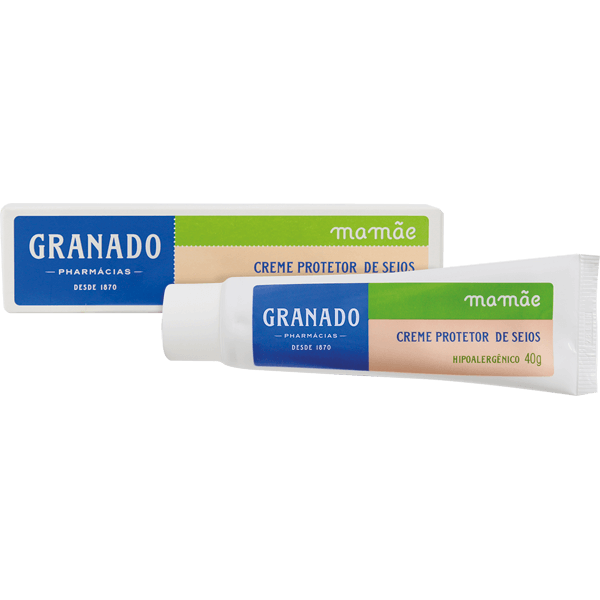 GRANADO
PHARMÁCIAS
DESDE 1870
mamãe
CREME PROTETOR DE SEIOS
GRANADO
PHARMÁCIAS
DESDE 1870
mamãe
CREME PROTETOR DE SEIOS
HIPOALERGÊNICO 40g